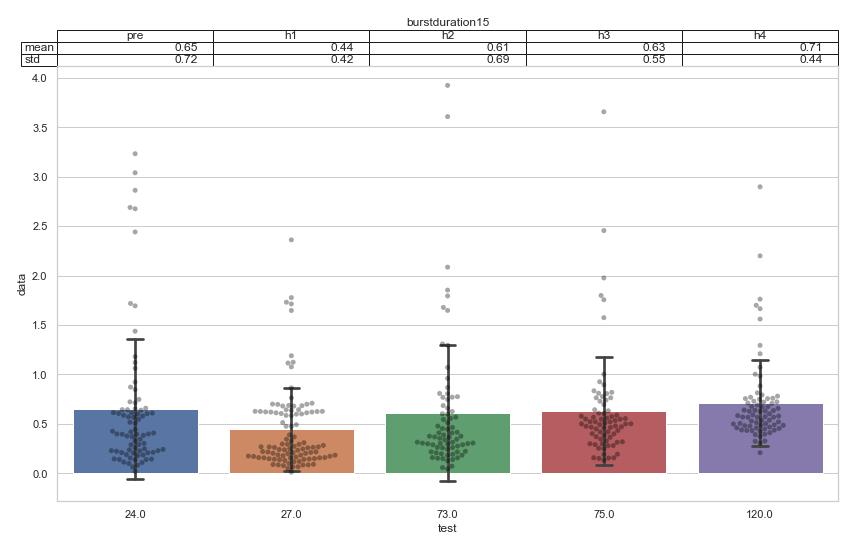 burstduration15
pre h1 h2 h3 h4
mean 0.65 0.44 0.61 0.63 0.71
std 0.72 0.42 0.69 0.55 0.44
4.0
3.5
3.0
2.5
2.0
1.5
1.0
0.5
0.0
data
24.0 27.0 73.0 75.0 120.0
test